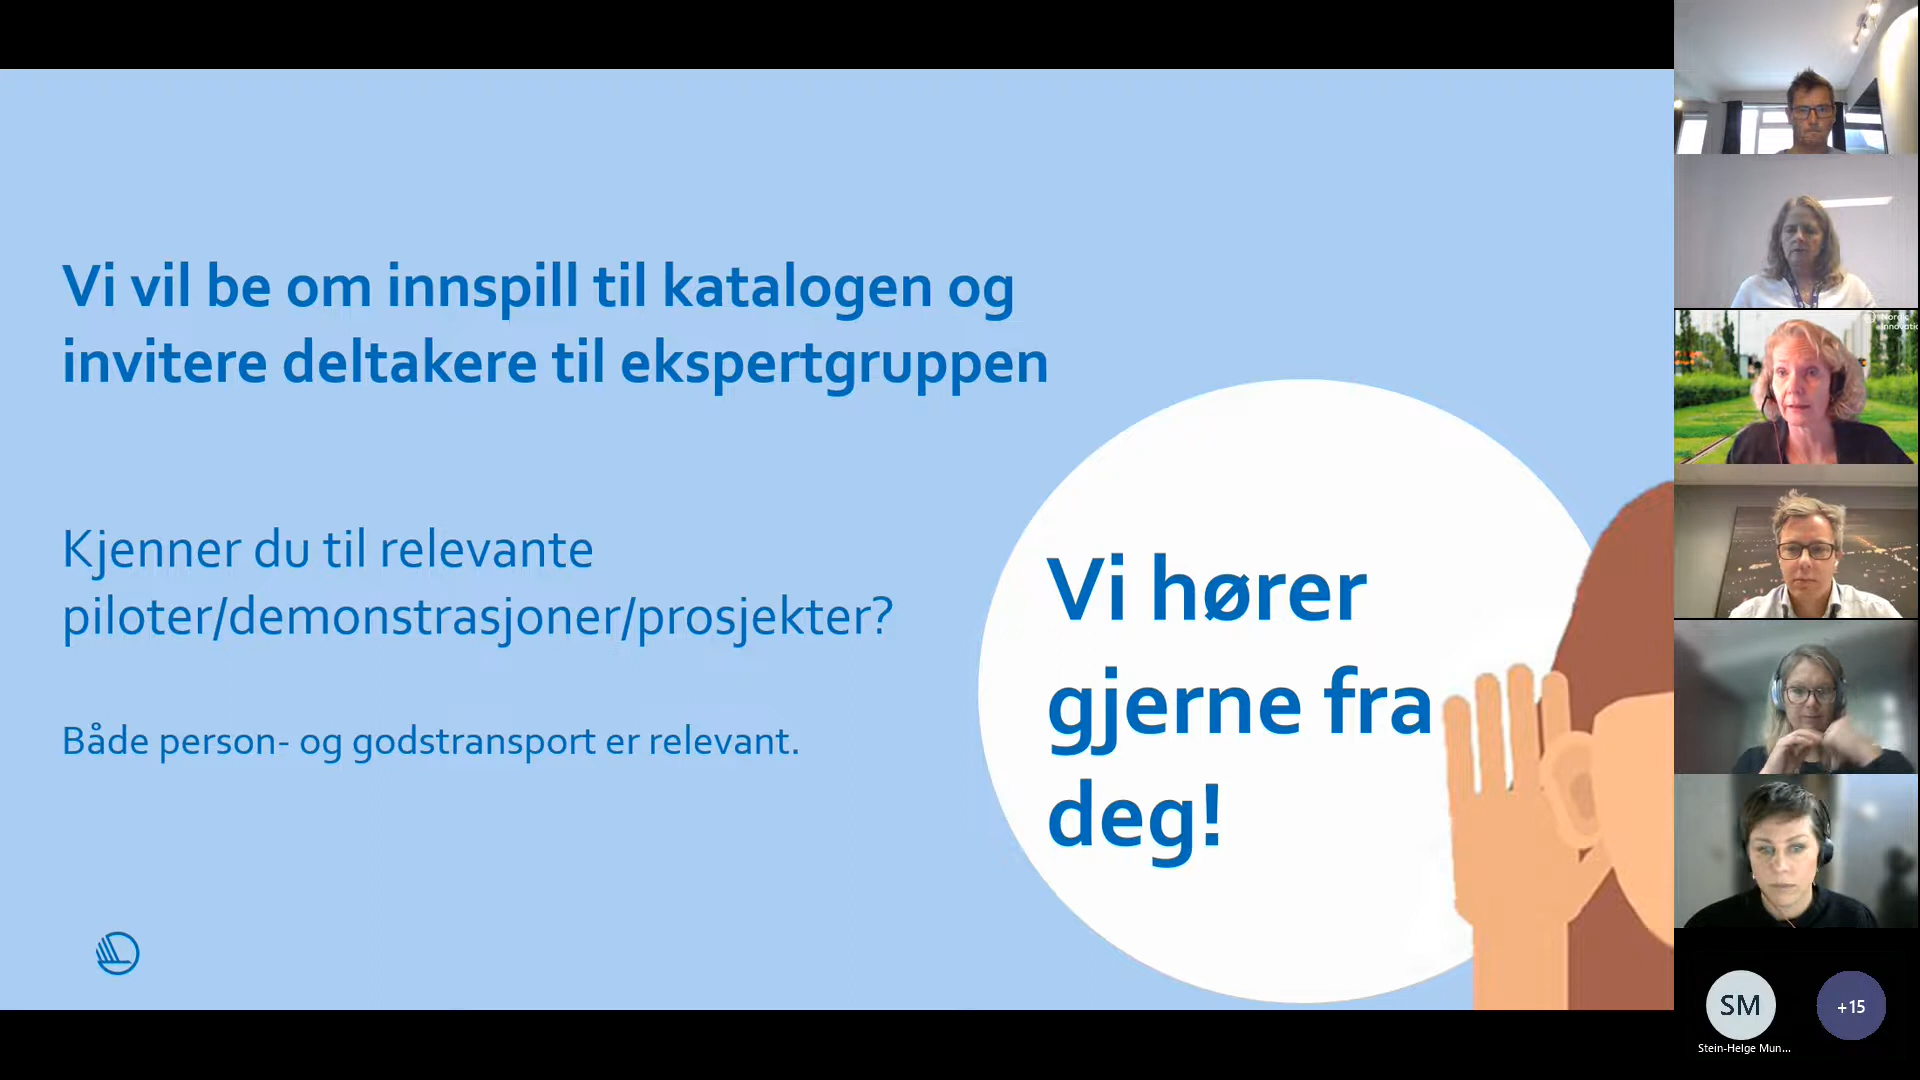 Vi vil be om innspill til katalogen og
invitere deltakere til ekspertgruppen
Kjenner du til relevante
piloter/demonstrasjoner/prosjekter?
Både person- og godstransport er relevant.
Vi hører
gjerne fra
deg!
Nordic
SM
+15
Stein-Helge Mun...